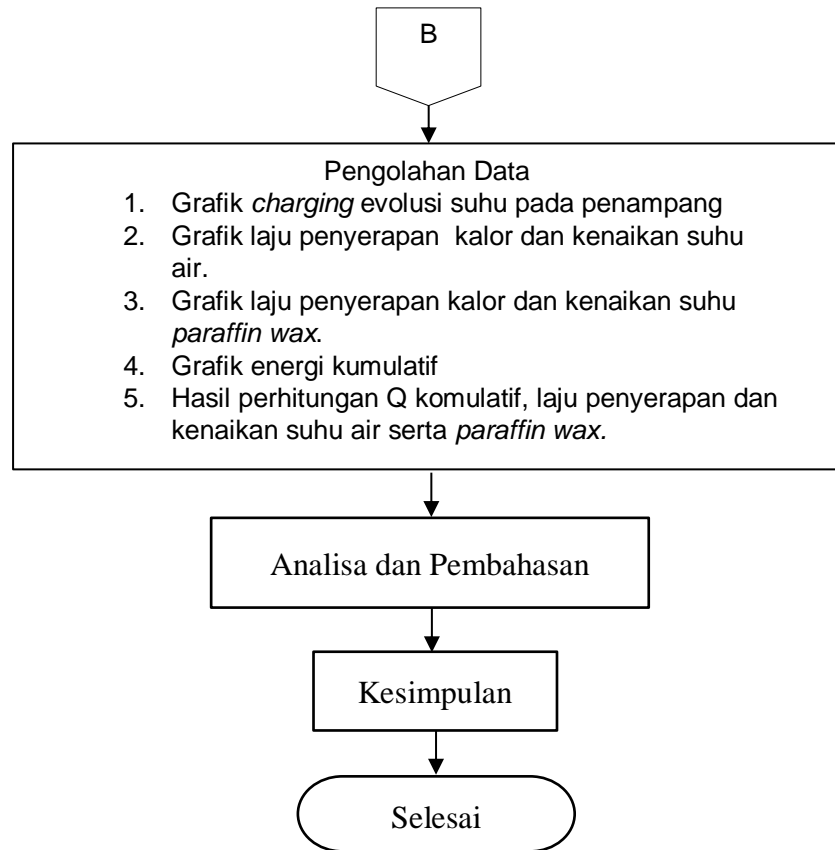 B
Pengolahan Data
1. Grafik charging evolusi suhu pada penampang
2. Grafik laju penyerapan kalor dan kenaikan suhu
air.
3. Grafik laju penyerapan kalor dan kenaikan suhu
paraffin wax.
4. Grafik energi kumulatif
5. Hasil perhitungan Q komulatif, laju penyerapan dan
kenaikan suhu air serta paraffin wax.
Analisa dan Pembahasan
Kesimpulan
Selesai